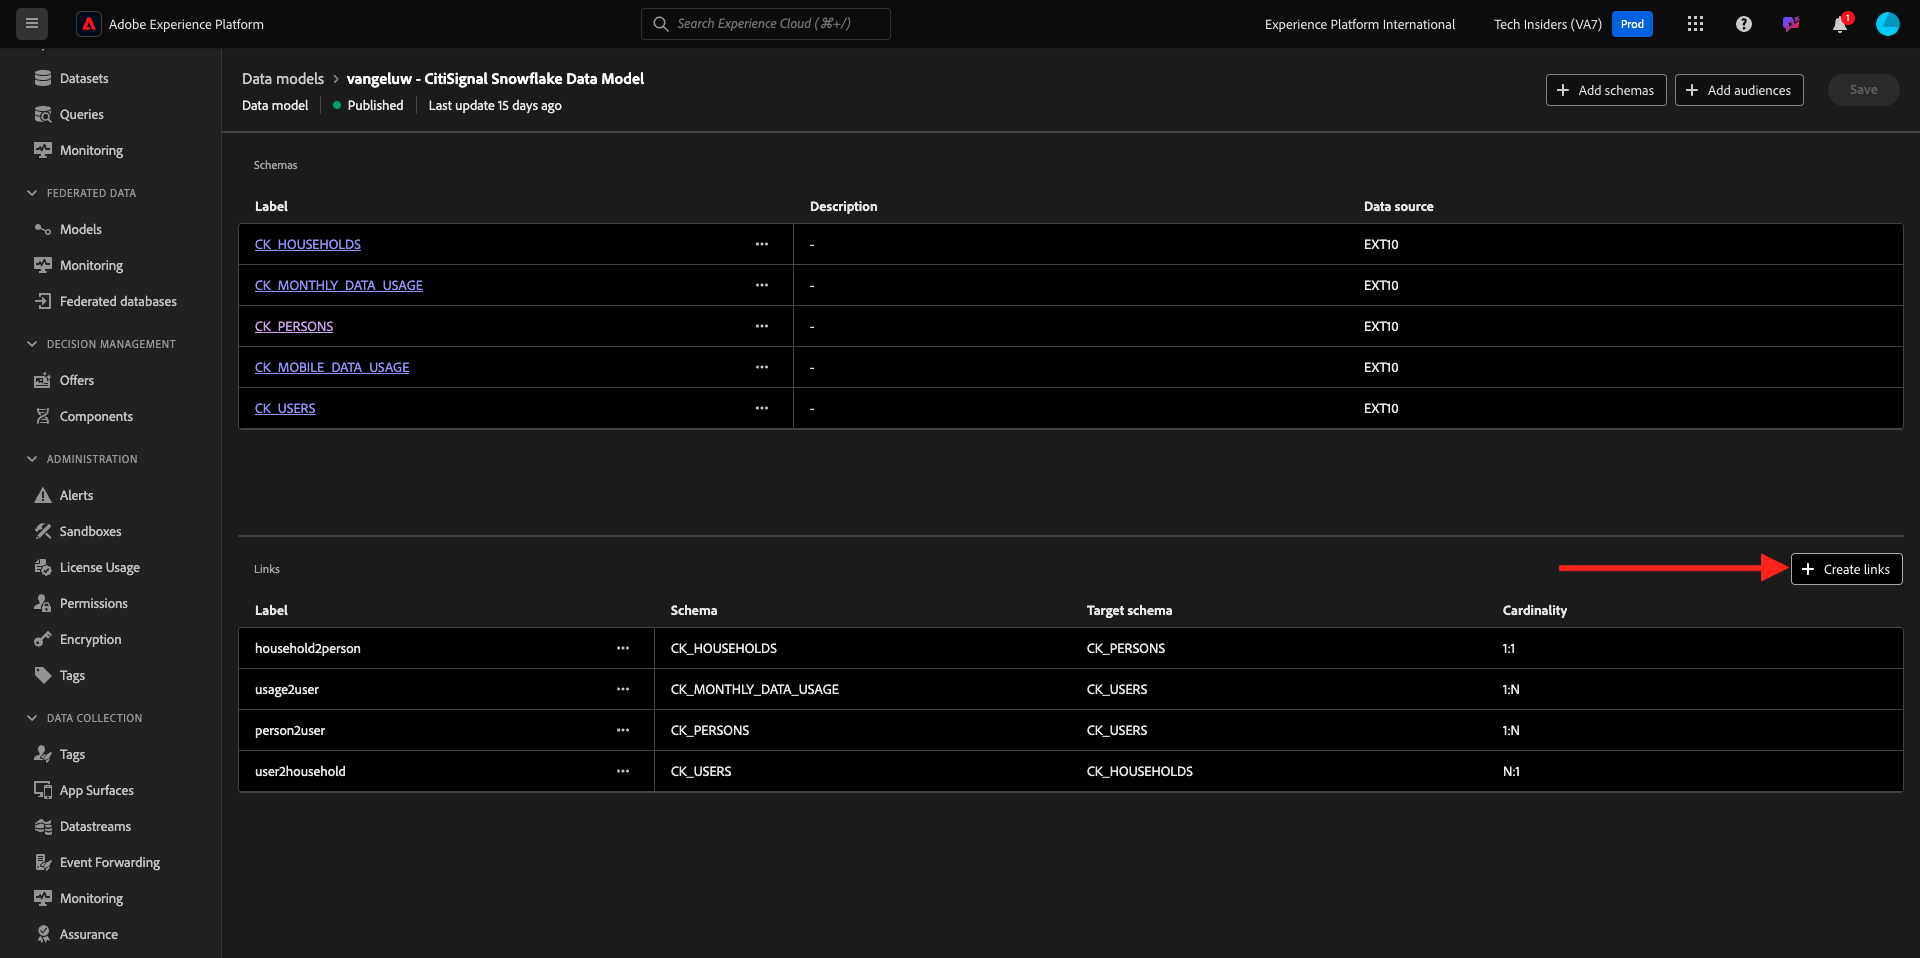 Adobe Experience Platform
Search Experience Cloud (⌘+/)
Experience Platform International
Tech Insiders (VA7)
Prod
1
Datasets
Queries
Monitoring
FEDERATED DATA
Models
Monitoring
Federated databases
DECISION MANAGEMENT
Offers
Components
ADMINISTRATION
Alerts
Sandboxes
License Usage
Permissions
Encryption
Tags
DATA COLLECTION
Tags
App Surfaces
Datastreams
Event Forwarding
Monitoring
Assurance
Data models > vangeluw - CitiSignal Snowflake Data Model
Data model Published Last update 15 days ago
Add schemas
Add audiences
Save
Schemas
Label Description Data source
CK_HOUSEHOLDS - EXT10
CK_MONTHLY_DATA_USAGE - EXT10
CK_PERSONS - EXT10
CK_MOBILE_DATA_USAGE - EXT10
CK_USERS - EXT10
Links
Create links
Label Schema Target schema Cardinality
household2person CK_HOUSEHOLDS CK_PERSONS 1:1
usage2user CK_MONTHLY_DATA_USAGE CK_USERS 1:N
person2user CK_PERSONS CK_USERS 1:N
user2household CK_USERS CK_HOUSEHOLDS N:1